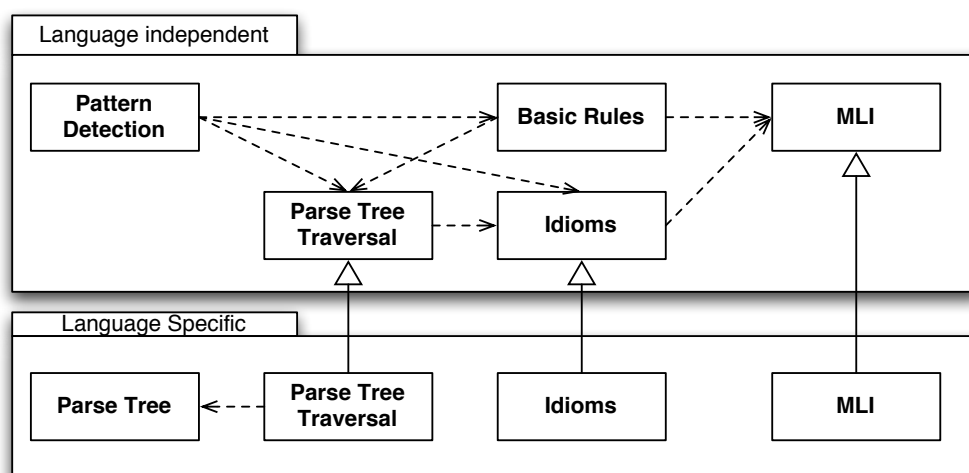 Language independent
Pattern
Detection
Basic Rules
MLI
Parse Tree
Traversal
Idioms
Language Specific
Parse Tree
Parse Tree
Traversal
Idioms
MLI